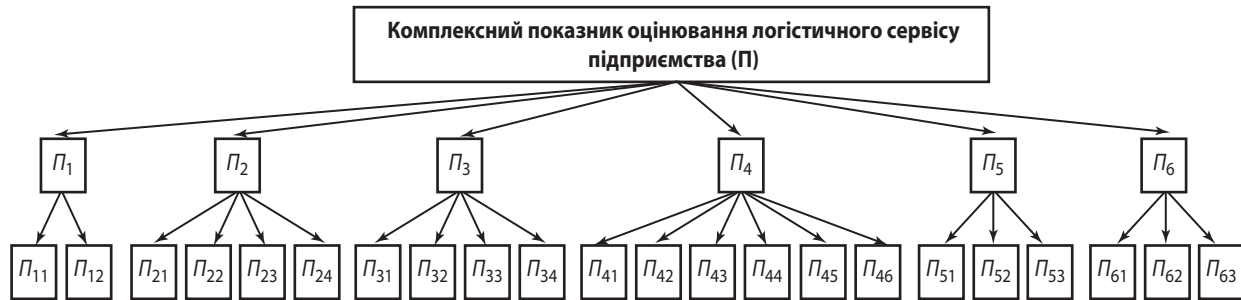 Комплексний показник оцінювання логістичного сервісу
підприємства (П)
П1 П2 П3 П4 П5 П6
П11 П12 П21 П22 П23 П24 П31 П32 П33 П34 П41 П42 П43 П44 П45 П46 П51 П52 П53 П61 П62 П63